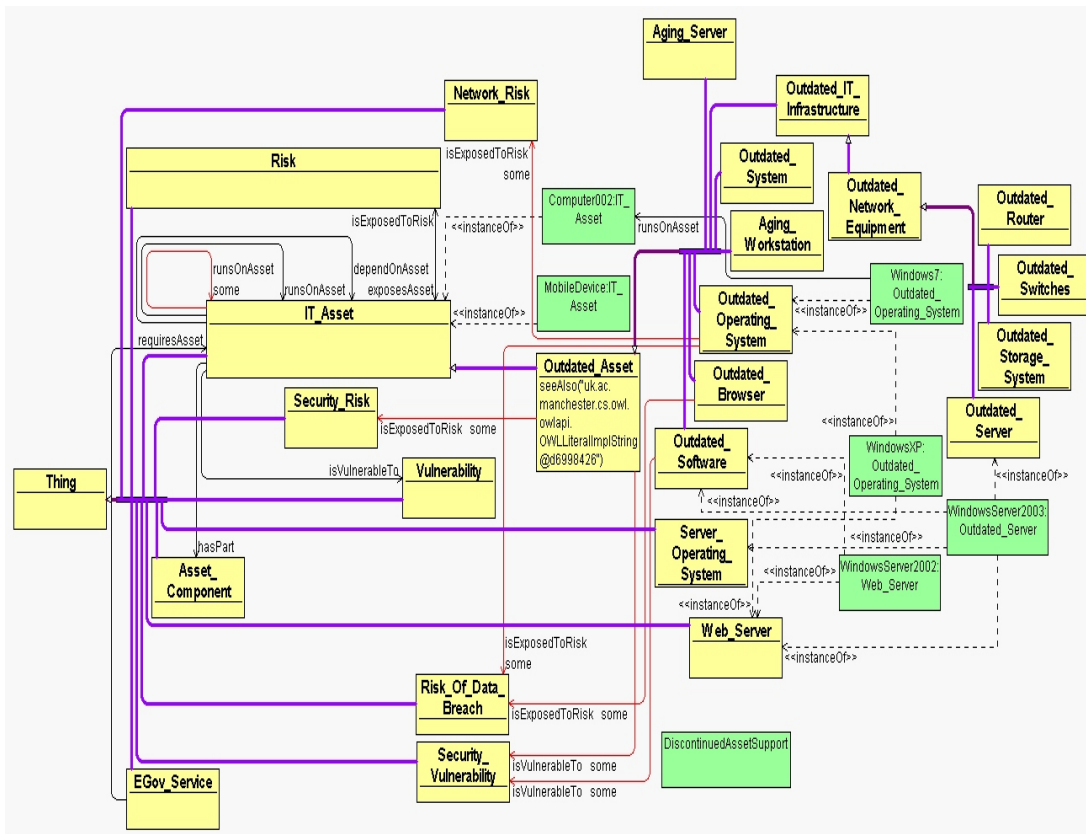 Aging_Server
Network_Risk
Outdated_IT_
Infrastructure
Risk
isExposedToRisk
some
Outdated_
System
Outdated_
Network_
Equipment
Outdated_
Router
Computer002:IT_
Asset
isExposedToRisk
<<instanceOf>>
runsOnAsset
Aging_
Workstation
runsOnAsset
some
runsOnAsset
dependOnAsset
exposesAsset
MobileDevice:IT_
Asset
Windows7:
Outdated_
Operating_System
Outdated_
Switches
IT_Asset
<<instanceOf>>
Outdated_
Operating_
System
<<instanceOf>>
Outdated_
Storage_
System
requiresAsset
Outdated_Asset
seeAlso("uk.ac.
manchester.cs.owl.
owlapi.
OWLLiteralImplString
@d6998426")
Outdated_
Browser
Security_Risk
isExposedToRisk some
<<instanceOf>>
Outdated_
Server
Outdated_
Software
WindowsXP:
Outdated_
Operating_System
isVulnerableTo
Vulnerability
<<instanceOf>>
<<instanceOf>>
Thing
<<instanceOf>>
WindowsServer2003:
Outdated_Server
Server_
Operating_
System
hasPart
Asset_
Component
<<instanceOf>>
<<instanceOf>>
WindowsServer2002:
Web_Server
<<instanceOf>>
Web_Server
isExposedToRisk
some
<<instanceOf>>
Risk_Of_Data_
Breach
isExposedToRisk some
DiscontinuedAssetSupport
Security_
Vulnerability
isVulnerableTo some
isVulnerableTo some
EGov_Service